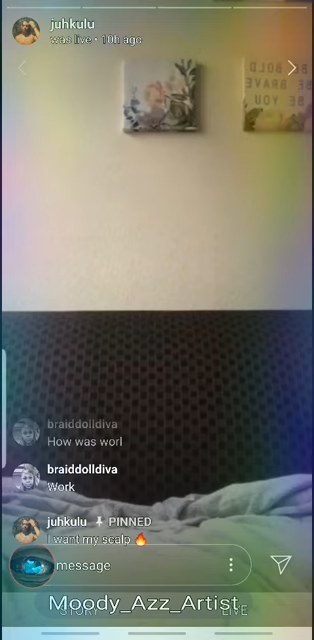 juhkulu
was live • 10h ago
BE BOLD
BE BRAVE
BE YOU
braiddolldiva
How was worl
braiddolldiva
Work
juhkulu PINNED
I want my scalp 🔥
message
Moody_Azz_Artist
STORY LIVE